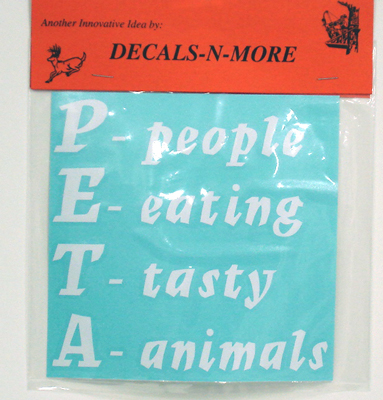 Another Innovative Idea by:
DECALS-N-MORE
P - people
E - eating
T - tasty
A - animals